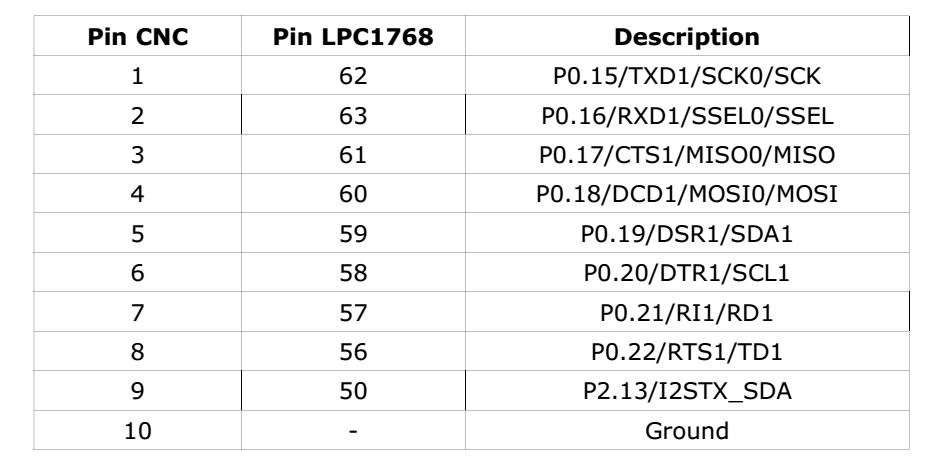 Pin CNC Pin LPC1768 Description
1 62 P0.15/TXD1/SCK0/SCK
2 63 P0.16/RXD1/SSEL0/SSEL
3 61 P0.17/CTS1/MISO0/MISO
4 60 P0.18/DCD1/MOSI0/MOSI
5 59 P0.19/DSR1/SDA1
6 58 P0.20/DTR1/SCL1
7 57 P0.21/RI1/RD1
8 56 P0.22/RTS1/TD1
9 50 P2.13/I2STX_SDA
10 - Ground